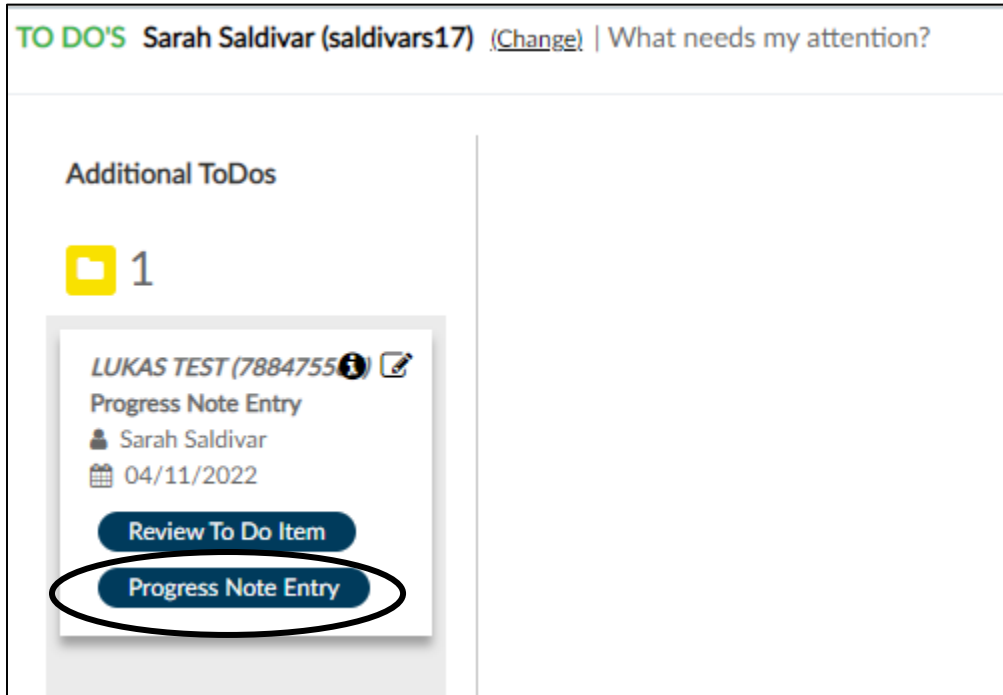 TO DO'S Sarah Saldivar (saldivars17) (Change) | What needs my attention?
Additional ToDos
1
LUKAS TEST (7884755 )
Progress Note Entry
Sarah Saldivar
04/11/2022
Review To Do Item
Progress Note Entry